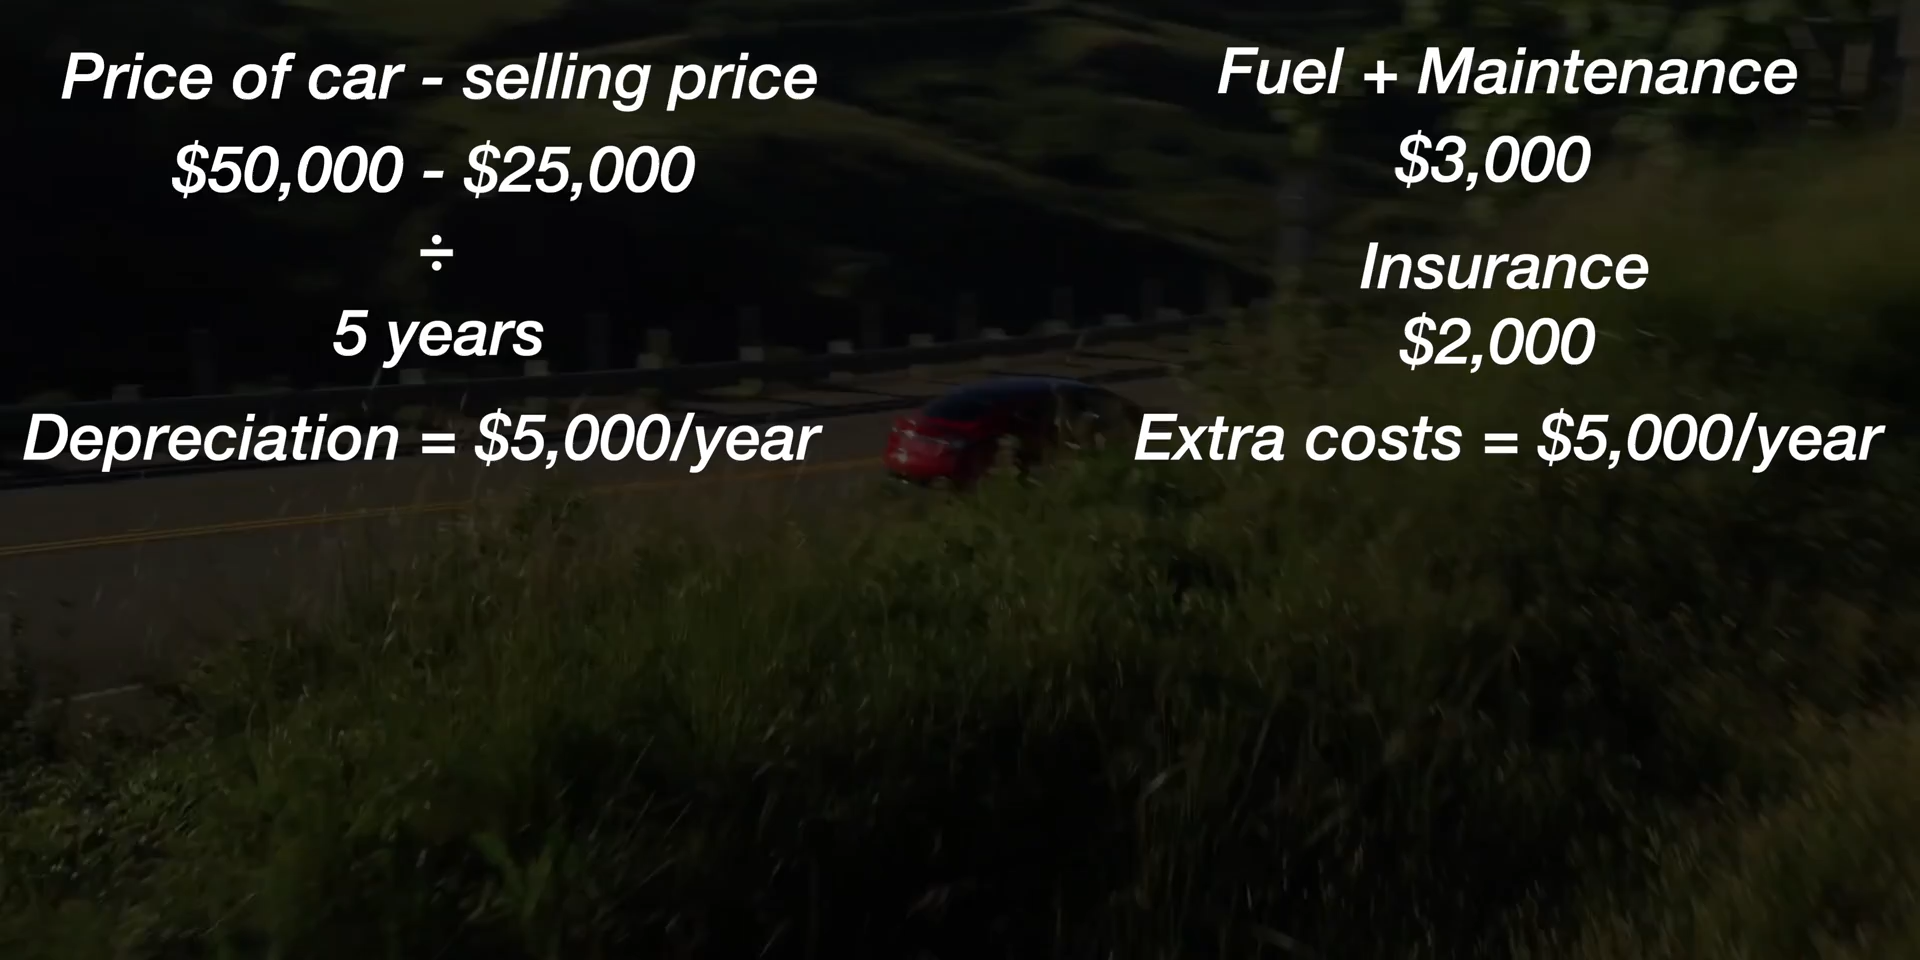 Price of car - selling price
$50,000 - $25,000
÷
5 years
Depreciation = $5,000/year
Fuel + Maintenance
$3,000
Insurance
$2,000
Extra costs = $5,000/year